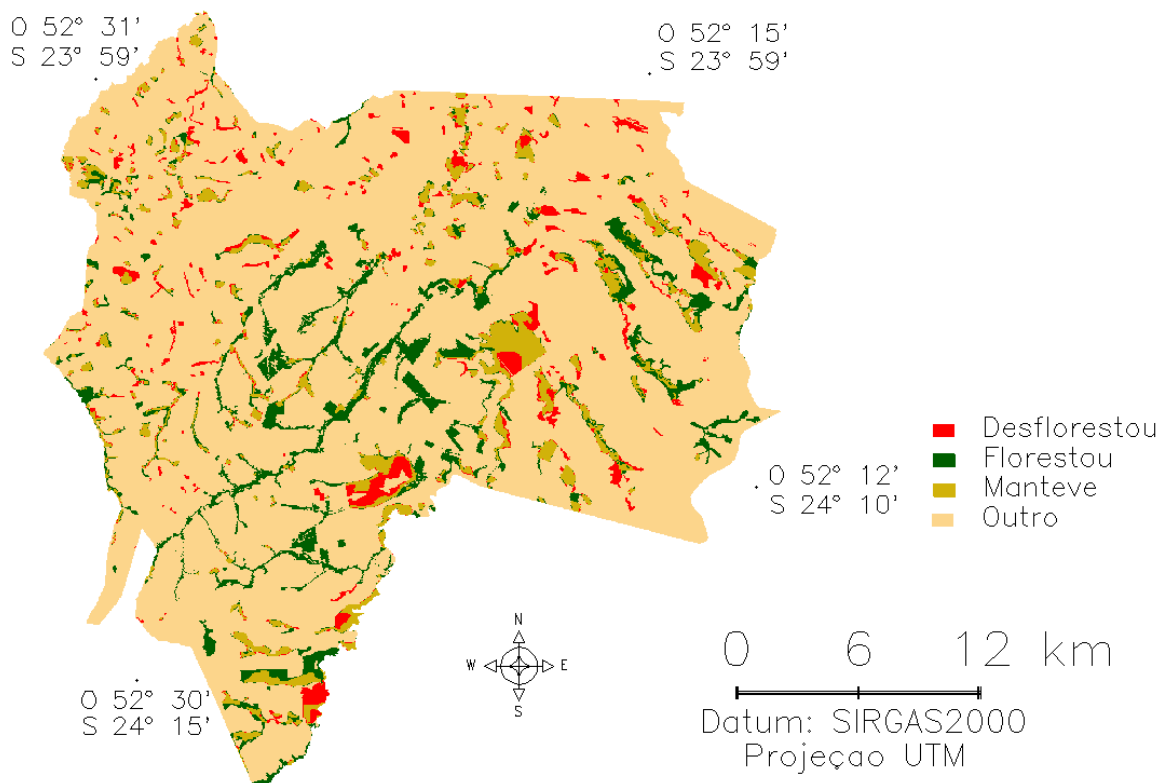 O 52° 31'
S 23° 59'
O 52° 15'
S 23° 59'
Desflorestou
Florestou
Manteve
Outro
O 52° 12'
S 24° 10'
N
W E
S
O 52° 30'
S 24° 15'
0 6 12 km
Datum: SIRGAS2000
Projeçao UTM